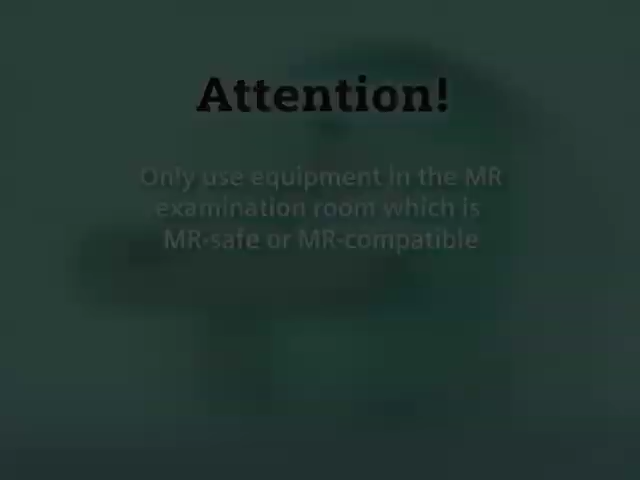 Attention!
Only use equipment in the MR
examination room which is
MR-safe or MR-compatible